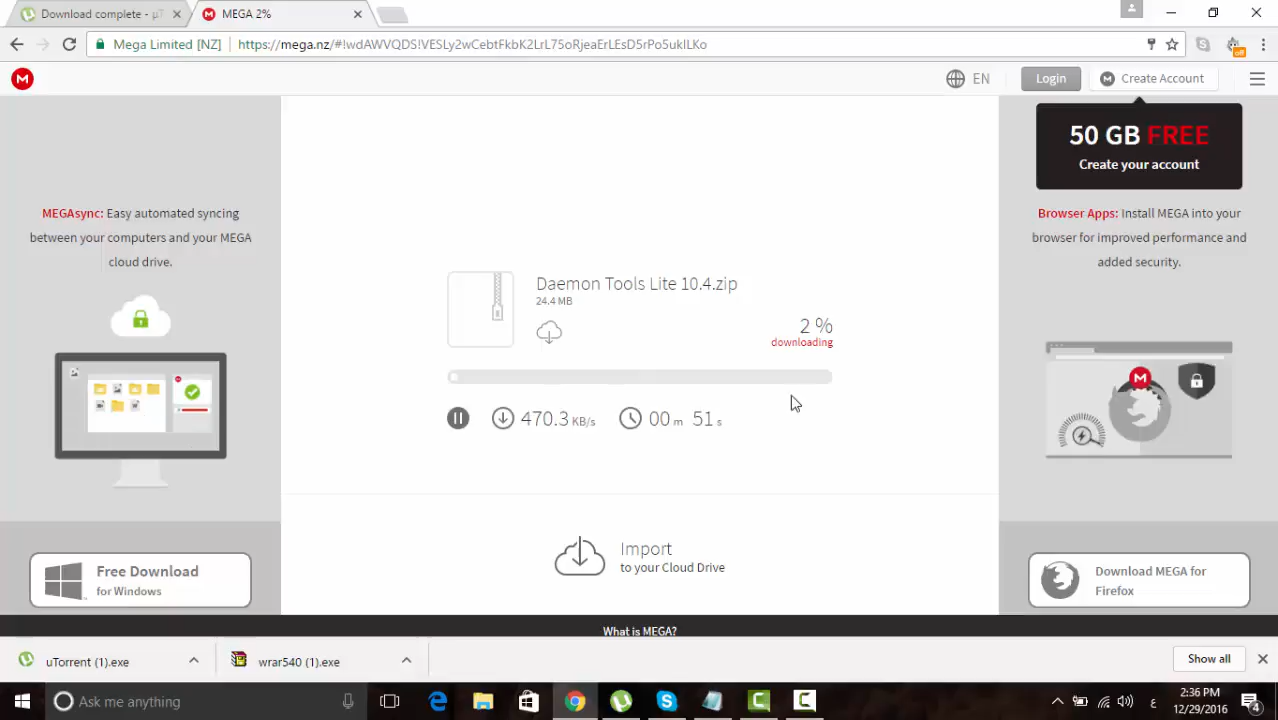 Download complete - µT
MEGA 2%
Mega Limited [NZ]
https://mega.nz/#!wdAWVQDS!VESLy2wCebtFkbK2LrL75oRjeaErLEsD5rPo5ukILKo
off
M
EN
Login
M Create Account
50 GB FREE
Create your account
MEGAsync: Easy automated syncing
between your computers and your MEGA
cloud drive.
Browser Apps: Install MEGA into your
browser for improved performance and
added security.
Daemon Tools Lite 10.4.zip
24.4 MB
2 %
downloading
470.3 KB/s
00 m 51 s
M
Import
to your Cloud Drive
Free Download
for Windows
Download MEGA for
Firefox
What is MEGA?
uTorrent (1).exe
wrar540 (1).exe
Show all
Ask me anything
ع
2:36 PM
12/29/2016
4